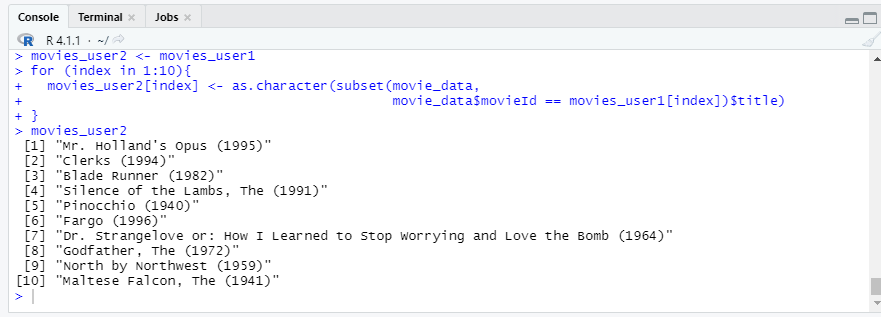 Console Terminal × Jobs ×
R R 4.1.1 · ~/
> movies_user2 <- movies_user1
> for (index in 1:10){
+   movies_user2[index] <- as.character(subset(movie_data,
+                                              movie_data$movieId == movies_user1[index])$title)
+ }
> movies_user2
 [1] "Mr. Holland's Opus (1995)"
 [2] "Clerks (1994)"
 [3] "Blade Runner (1982)"
 [4] "Silence of the Lambs, The (1991)"
 [5] "Pinocchio (1940)"
 [6] "Fargo (1996)"
 [7] "Dr. Strangelove or: How I Learned to Stop Worrying and Love the Bomb (1964)"
 [8] "Godfather, The (1972)"
 [9] "North by Northwest (1959)"
[10] "Maltese Falcon, The (1941)"
>